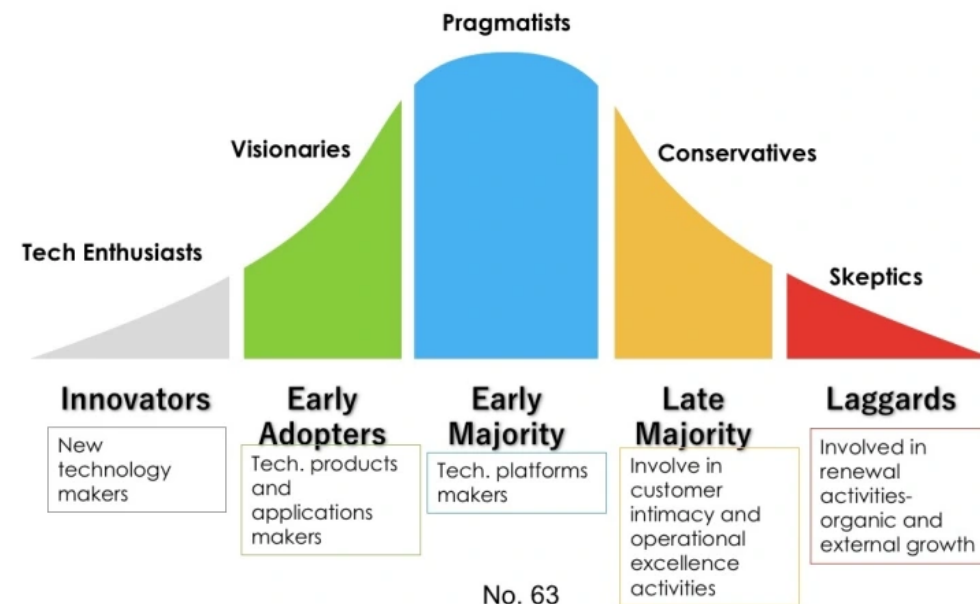 Pragmatists
Visionaries
Conservatives
Tech Enthusiasts
Skeptics
Innovators
New
technology
makers
Early
Adopters
Tech. products
and
applications
makers
Early
Majority
Tech. platforms
makers
Late
Majority
Involve in
customer
intimacy and
operational
excellence
activities
Laggards
Involved in
renewal
activities-
organic and
external growth
No. 63